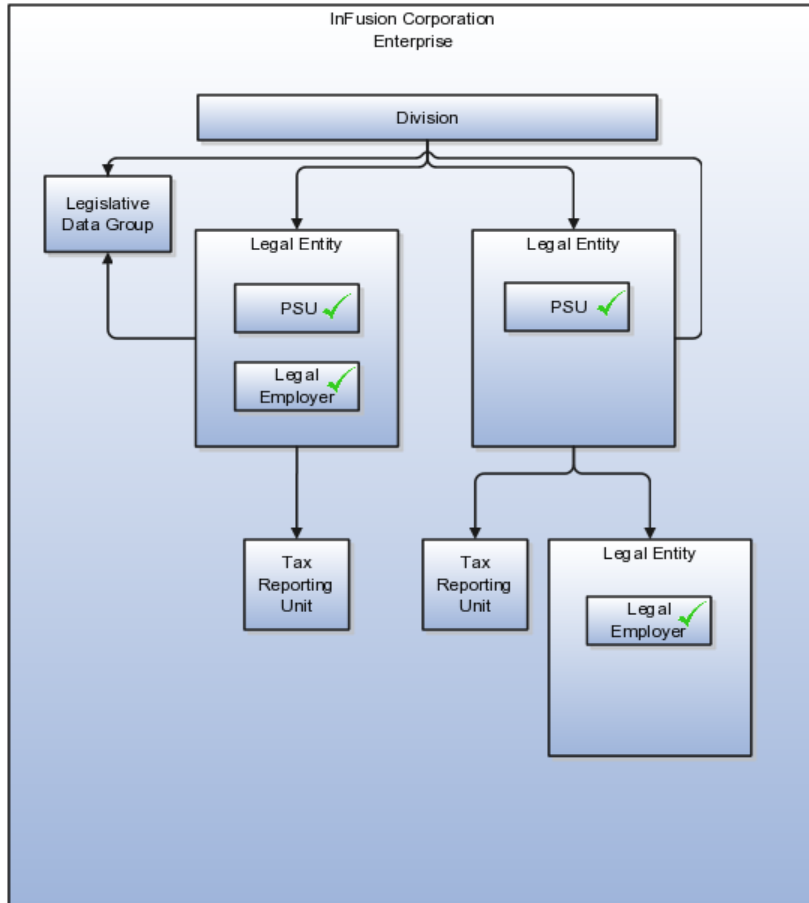 InFusion Corporation
Enterprise
Division
Legislative
Data Group
Legal Entity
PSU
Legal
Employer
Legal Entity
PSU
Tax
Reporting
Unit
Tax
Reporting
Unit
Legal Entity
Legal
Employer